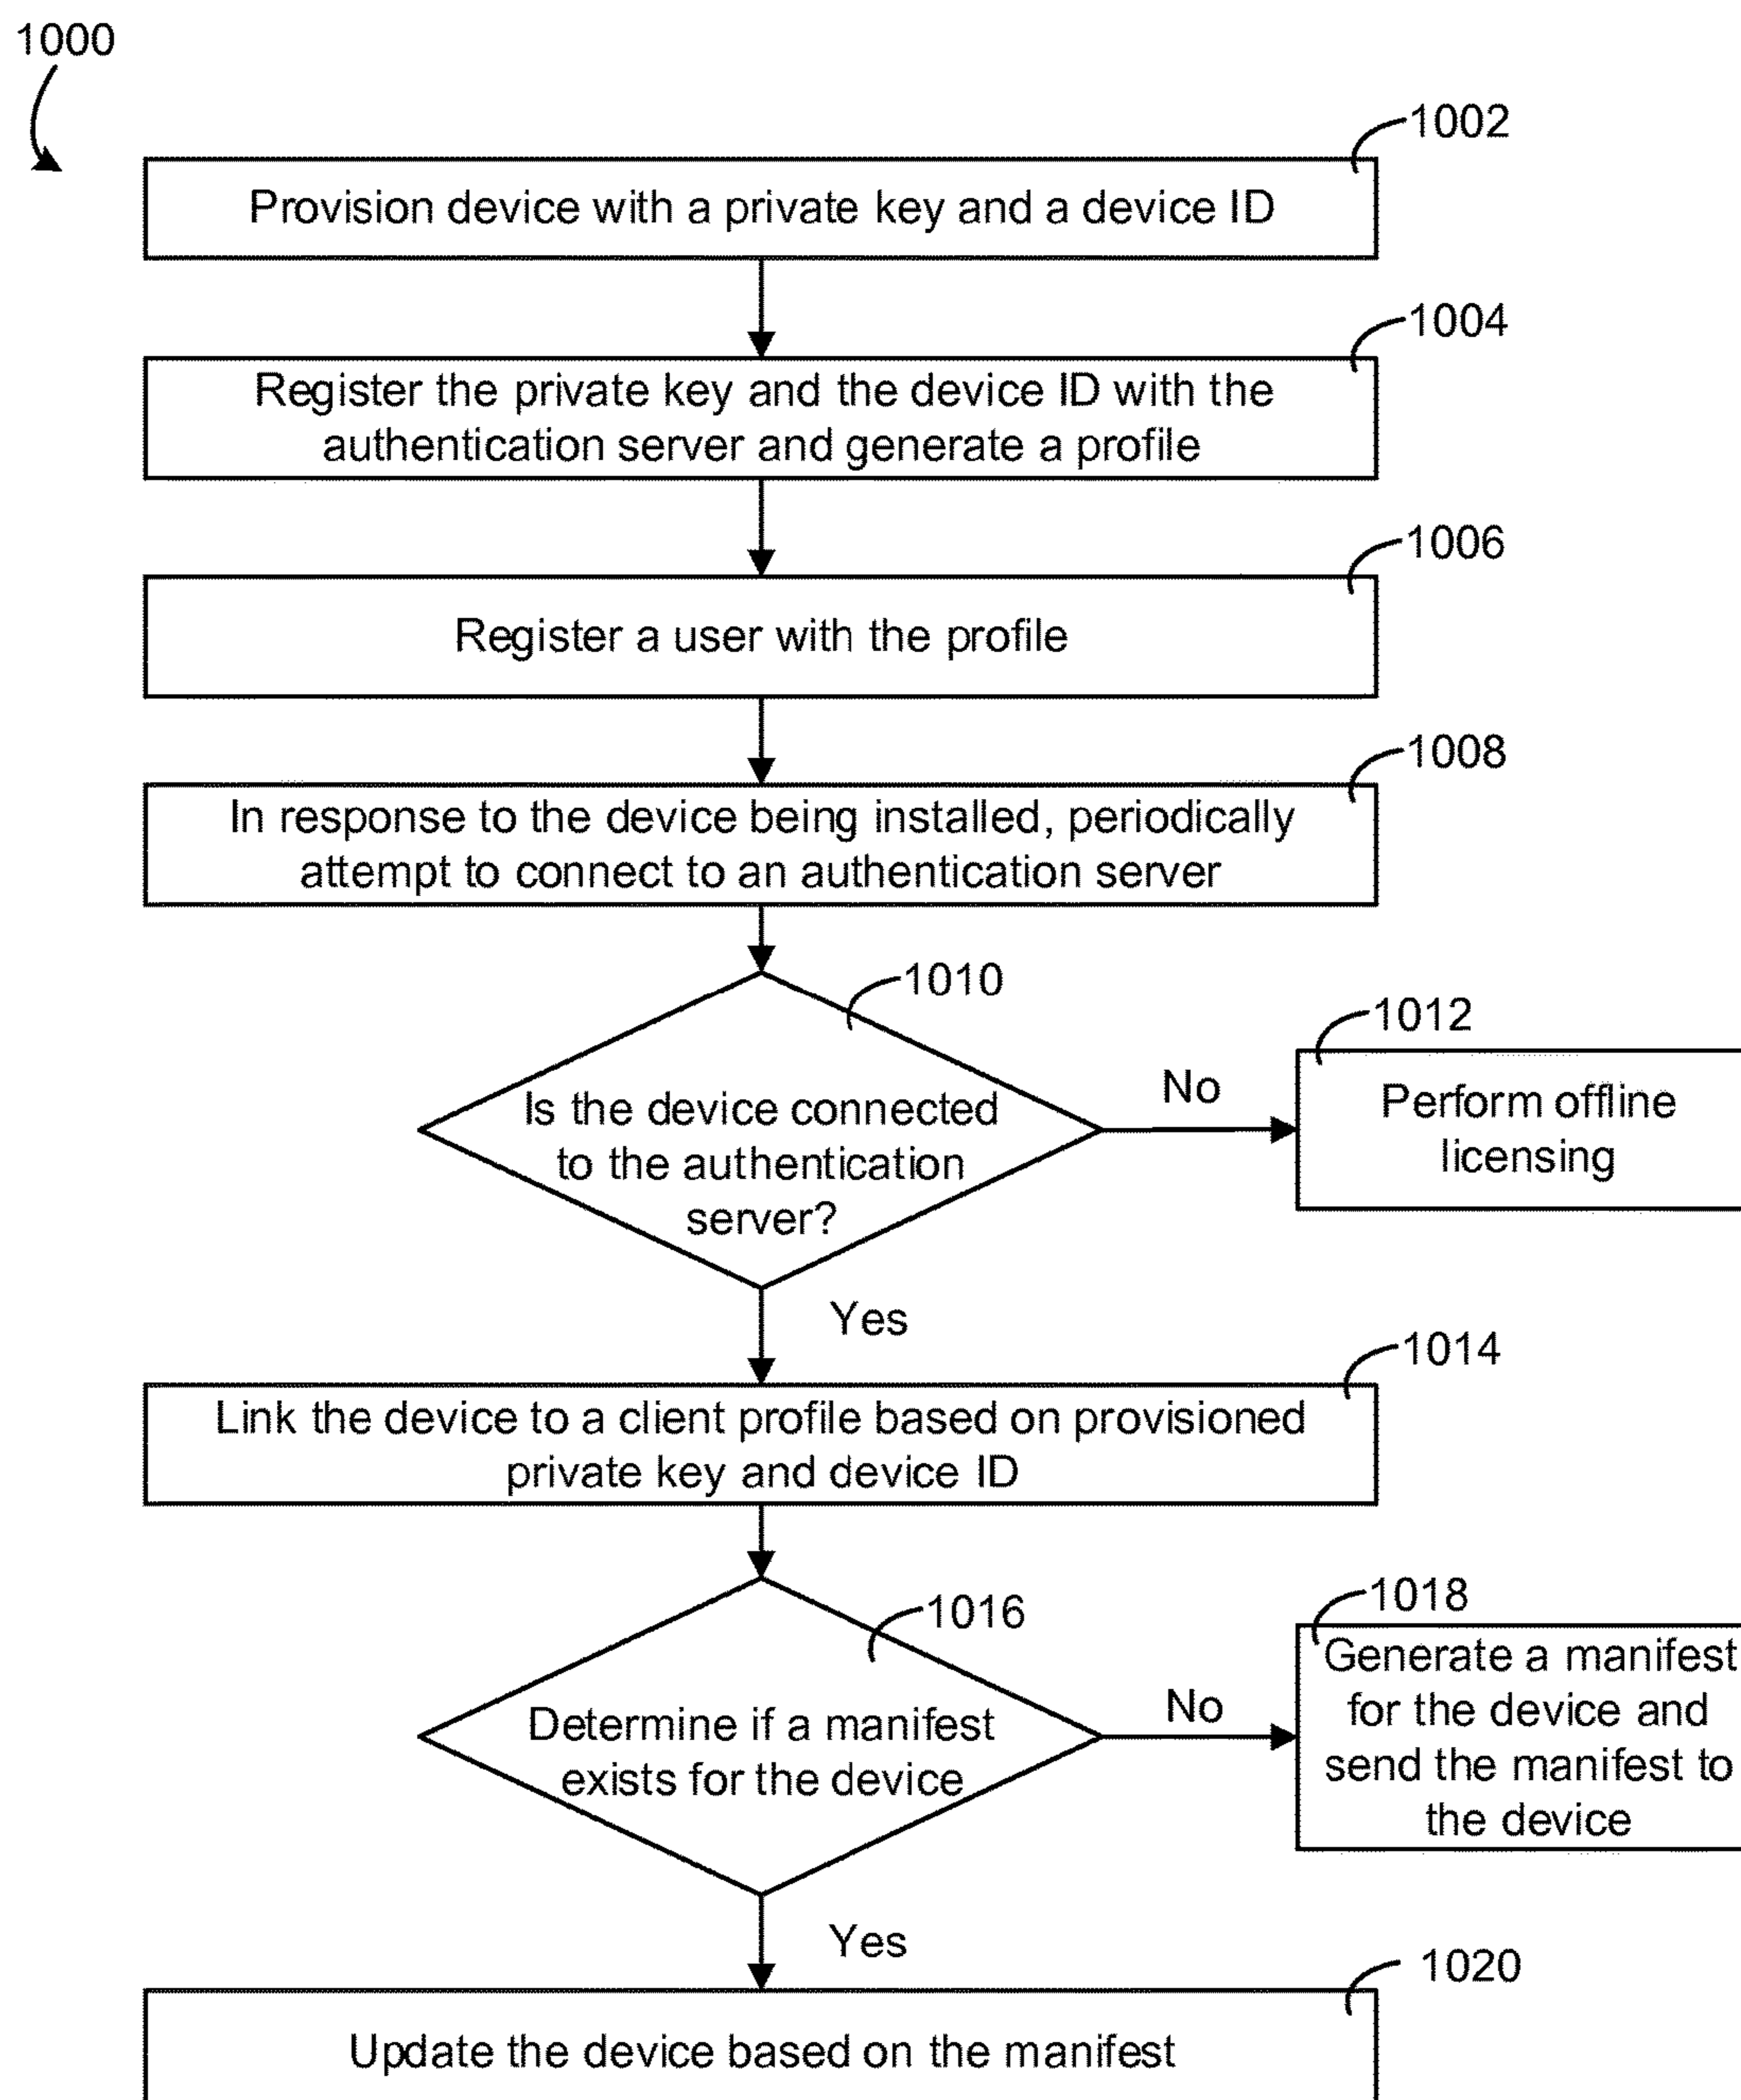 1000
1002
Provision device with a private key and a device ID
1004
Register the private key and the device ID with the
authentication server and generate a profile
1006
Register a user with the profile
1008
In response to the device being installed, periodically
attempt to connect to an authentication server
1010
Is the device connected
to the authentication
server?
No
1012
Perform offline
licensing
Yes
1014
Link the device to a client profile based on provisioned
private key and device ID
1016
Determine if a manifest
exists for the device
No
1018
Generate a manifest
for the device and
send the manifest to
the device
Yes
1020
Update the device based on the manifest